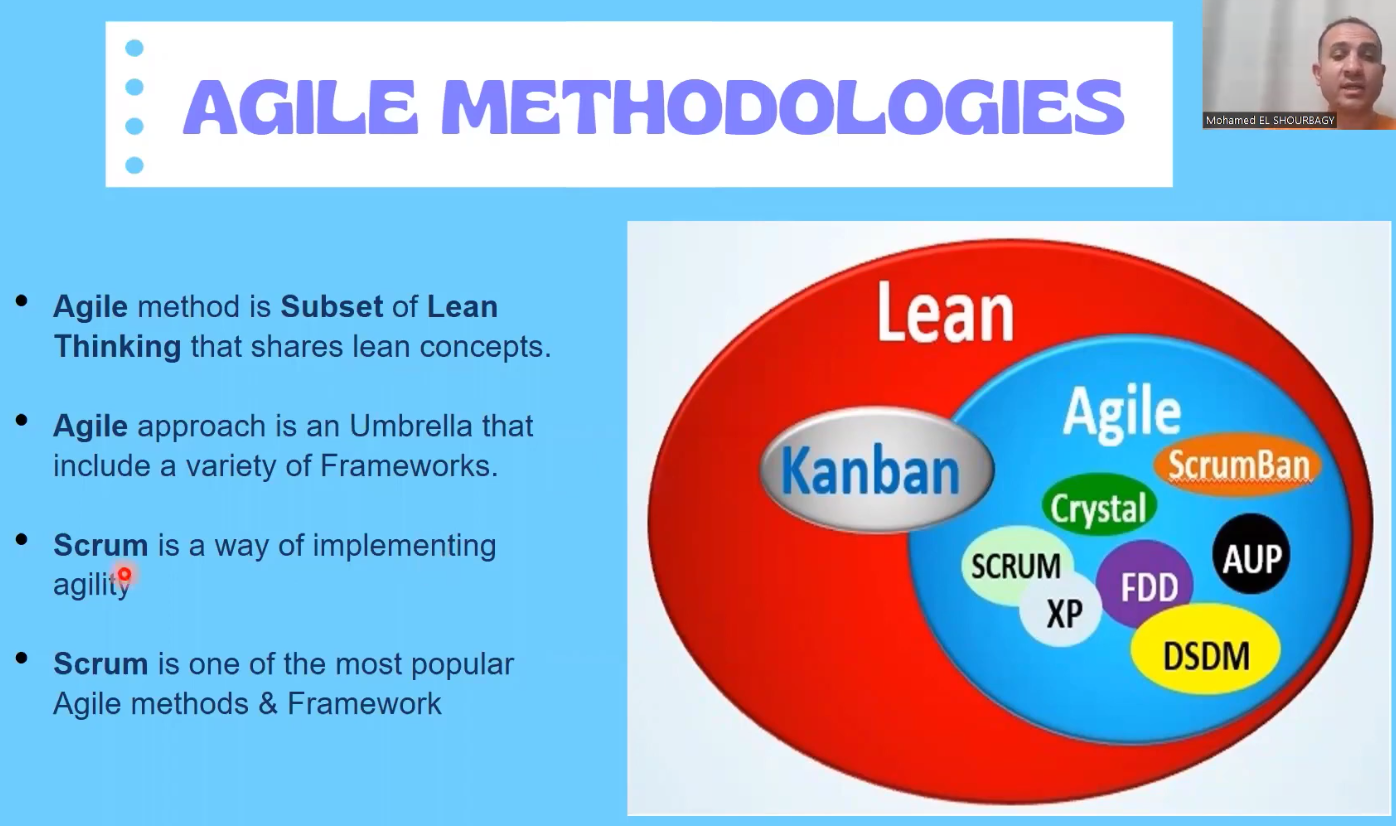 AGILE METHODOLOGIES
Mohamed EL SHOURBAGY
Agile method is Subset of Lean
Thinking that shares lean concepts.
Agile approach is an Umbrella that
include a variety of Frameworks.
Scrum is a way of implementing
agility
Scrum is one of the most popular
Agile methods & Framework
Lean
Agile
Kanban
ScrumBan
Crystal
SCRUM
XP
FDD
AUP
DSDM